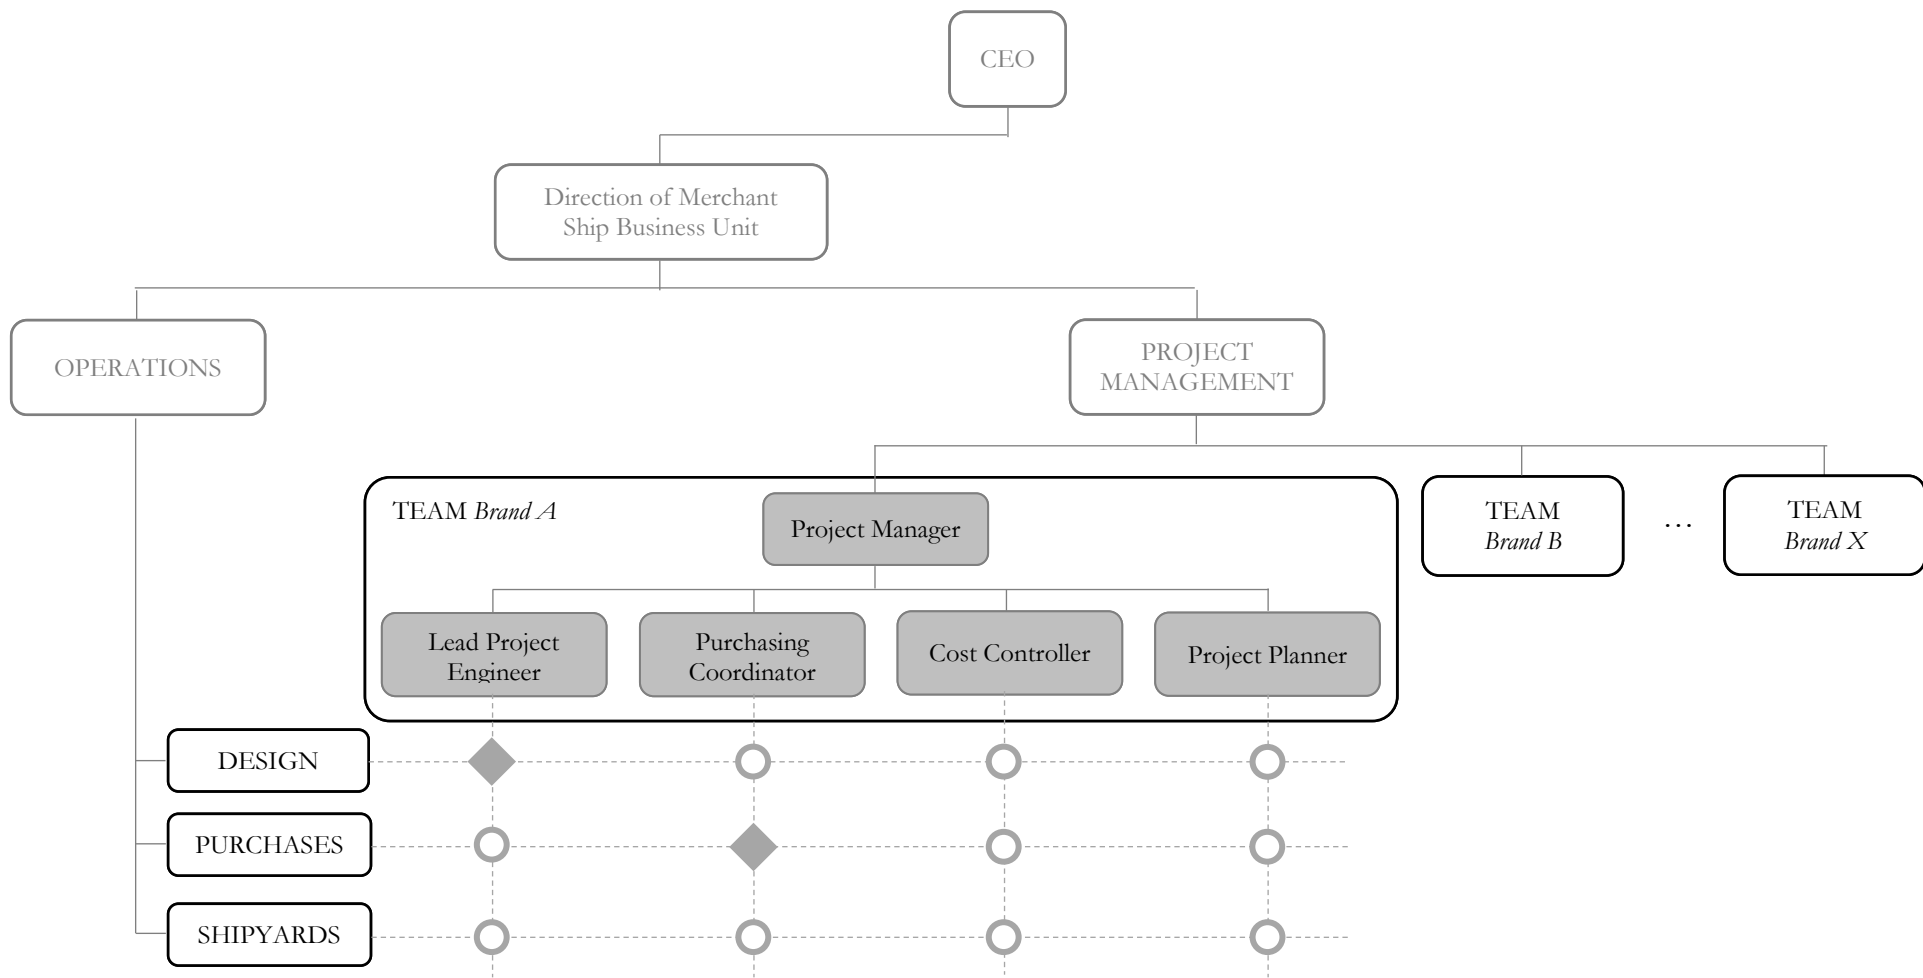 CEO
Direction of Merchant
Ship Business Unit
OPERATIONS
PROJECT
MANAGEMENT
TEAM Brand A
Project Manager
TEAM
Brand B
...
TEAM
Brand X
Lead Project
Engineer
Purchasing
Coordinator
Cost Controller
Project Planner
DESIGN
PURCHASES
SHIPYARDS